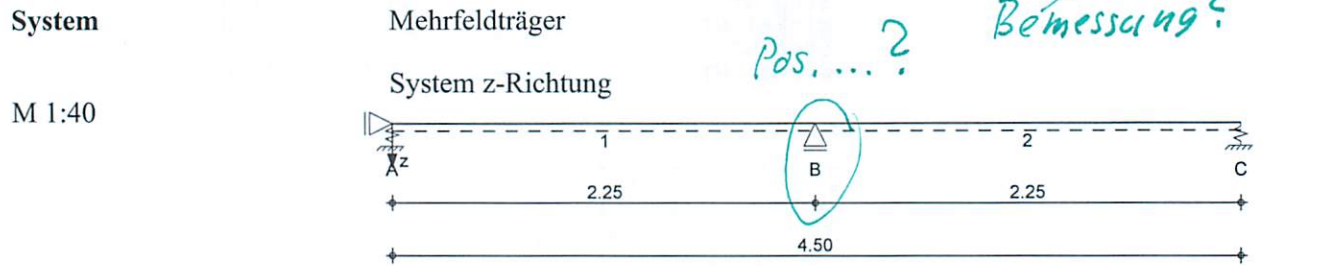 System
Mehrfeldträger
Bemessung?
Pos. ... ?
System z-Richtung
M 1:40
1
2
A z
B
C
2.25
2.25
4.50